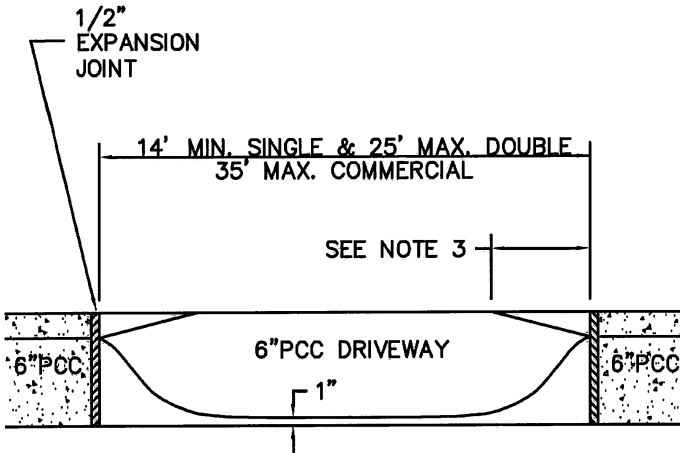 1/2"
EXPANSION
JOINT
14' MIN. SINGLE & 25' MAX. DOUBLE
35' MAX. COMMERCIAL
SEE NOTE 3
6"PCC
6"PCC DRIVEWAY
6"PCC
1"